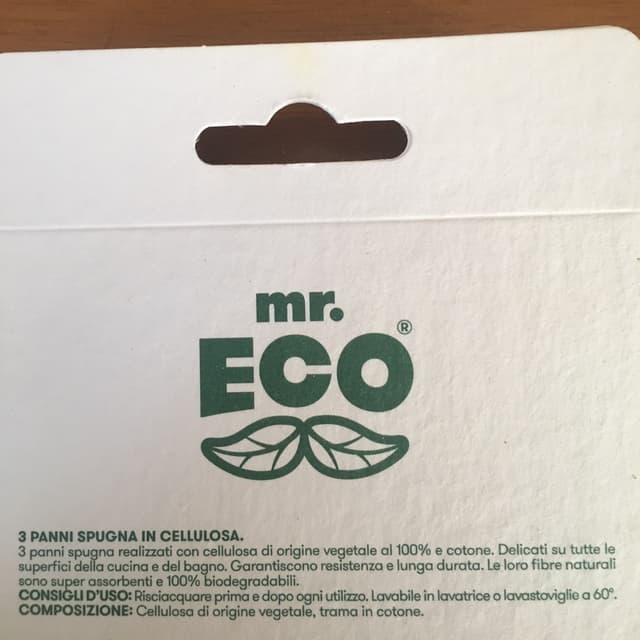 mr.
ECO®
3 PANNI SPUGNA IN CELLULOSA.
3 panni spugna realizzati con cellulosa di origine vegetale al 100% e cotone. Delicati su tutte le
superfici della cucina e del bagno. Garantiscono resistenza e lunga durata. Le loro fibre naturali
sono super assorbenti e 100% biodegradabili.
CONSIGLI D'USO: Risciacquare prima e dopo ogni utilizzo. Lavabile in lavatrice o lavastoviglie a 60°.
COMPOSIZIONE: Cellulosa di origine vegetale, trama in cotone.